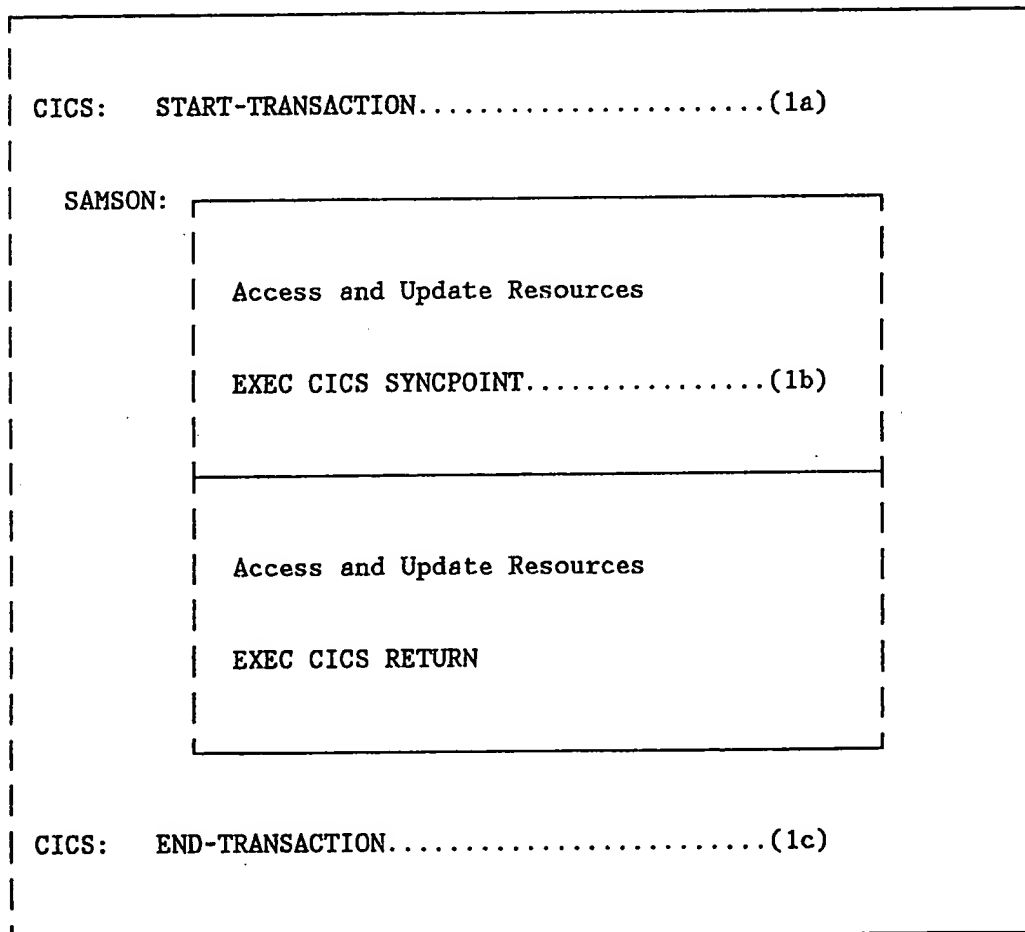 CICS: START-TRANSACTION.......................(1a)
SAMSON:
Access and Update Resources
EXEC CICS SYNCPOINT................(1b)
Access and Update Resources
EXEC CICS RETURN
CICS: END-TRANSACTION.........................(1c)